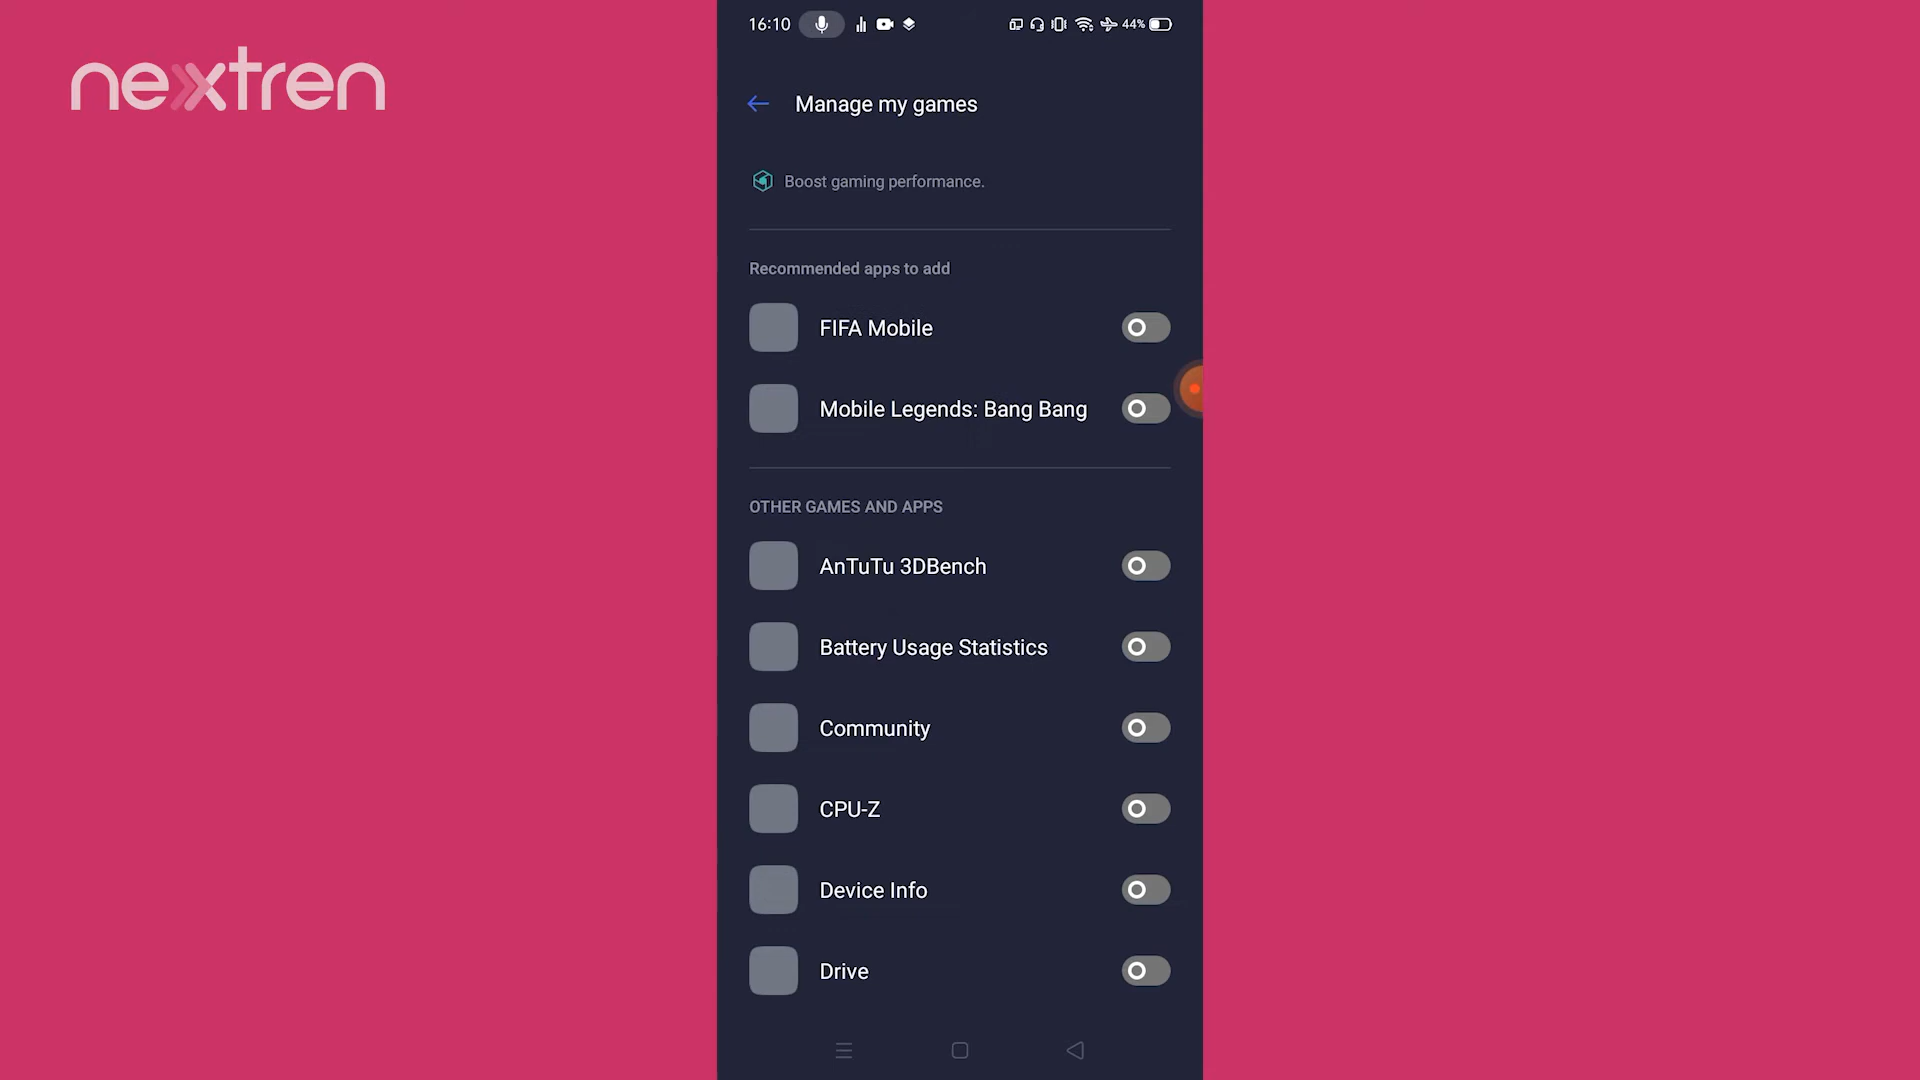 nextren
16:10
44%
Manage my games
Boost gaming performance.
Recommended apps to add
FIFA Mobile
Mobile Legends: Bang Bang
OTHER GAMES AND APPS
AnTuTu 3DBench
Battery Usage Statistics
Community
CPU-Z
Device Info
Drive